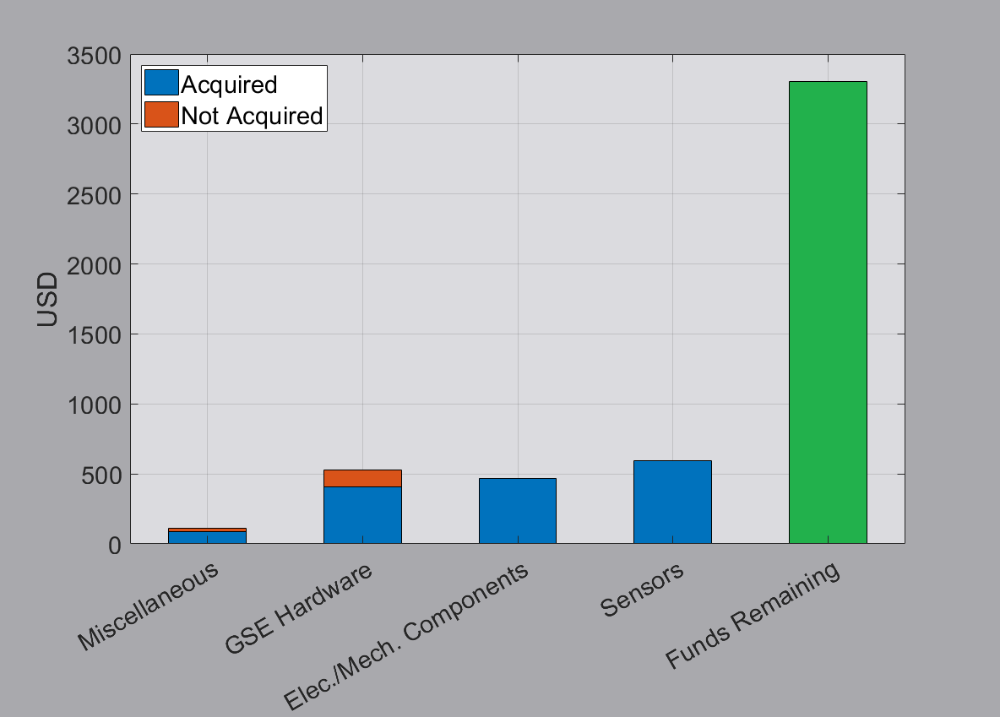 3500
3000
2500
2000
1500
1000
500
0
USD
Acquired
Not Acquired
Miscellaneous
GSE Hardware
Elec./Mech. Components
Sensors
Funds Remaining